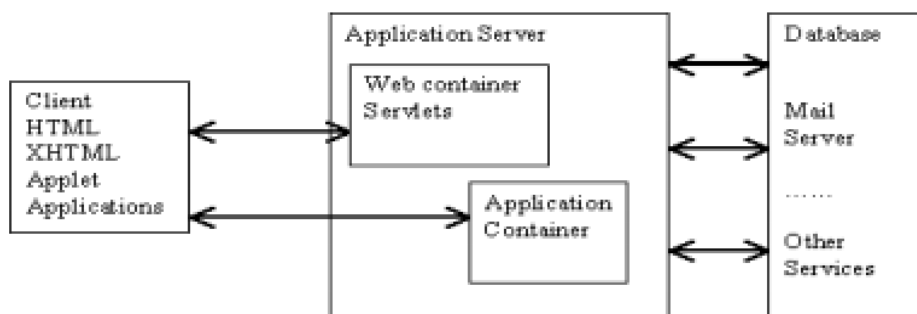 Client
HTML
XHTML
Applet
Applications
Application Server
Web container
Servlets
Application
Container
Database
Mail
Server
......
Other
Services